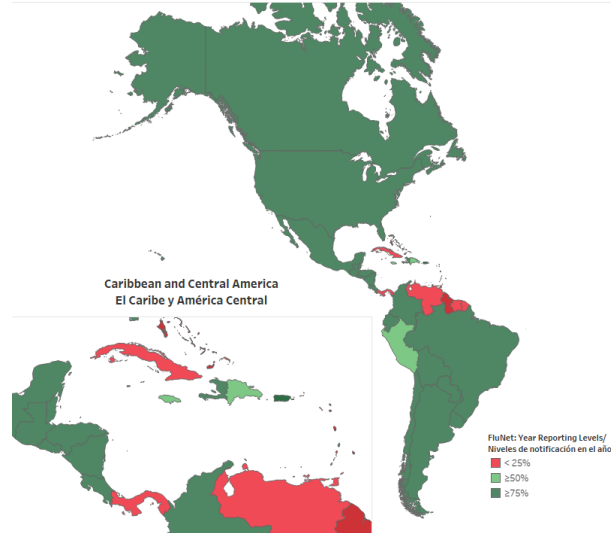 Caribbean and Central America
El Caribe y América Central
FluNet: Year Reporting Levels/
Niveles de notificación en el año
< 25%
≥50%
≥75%